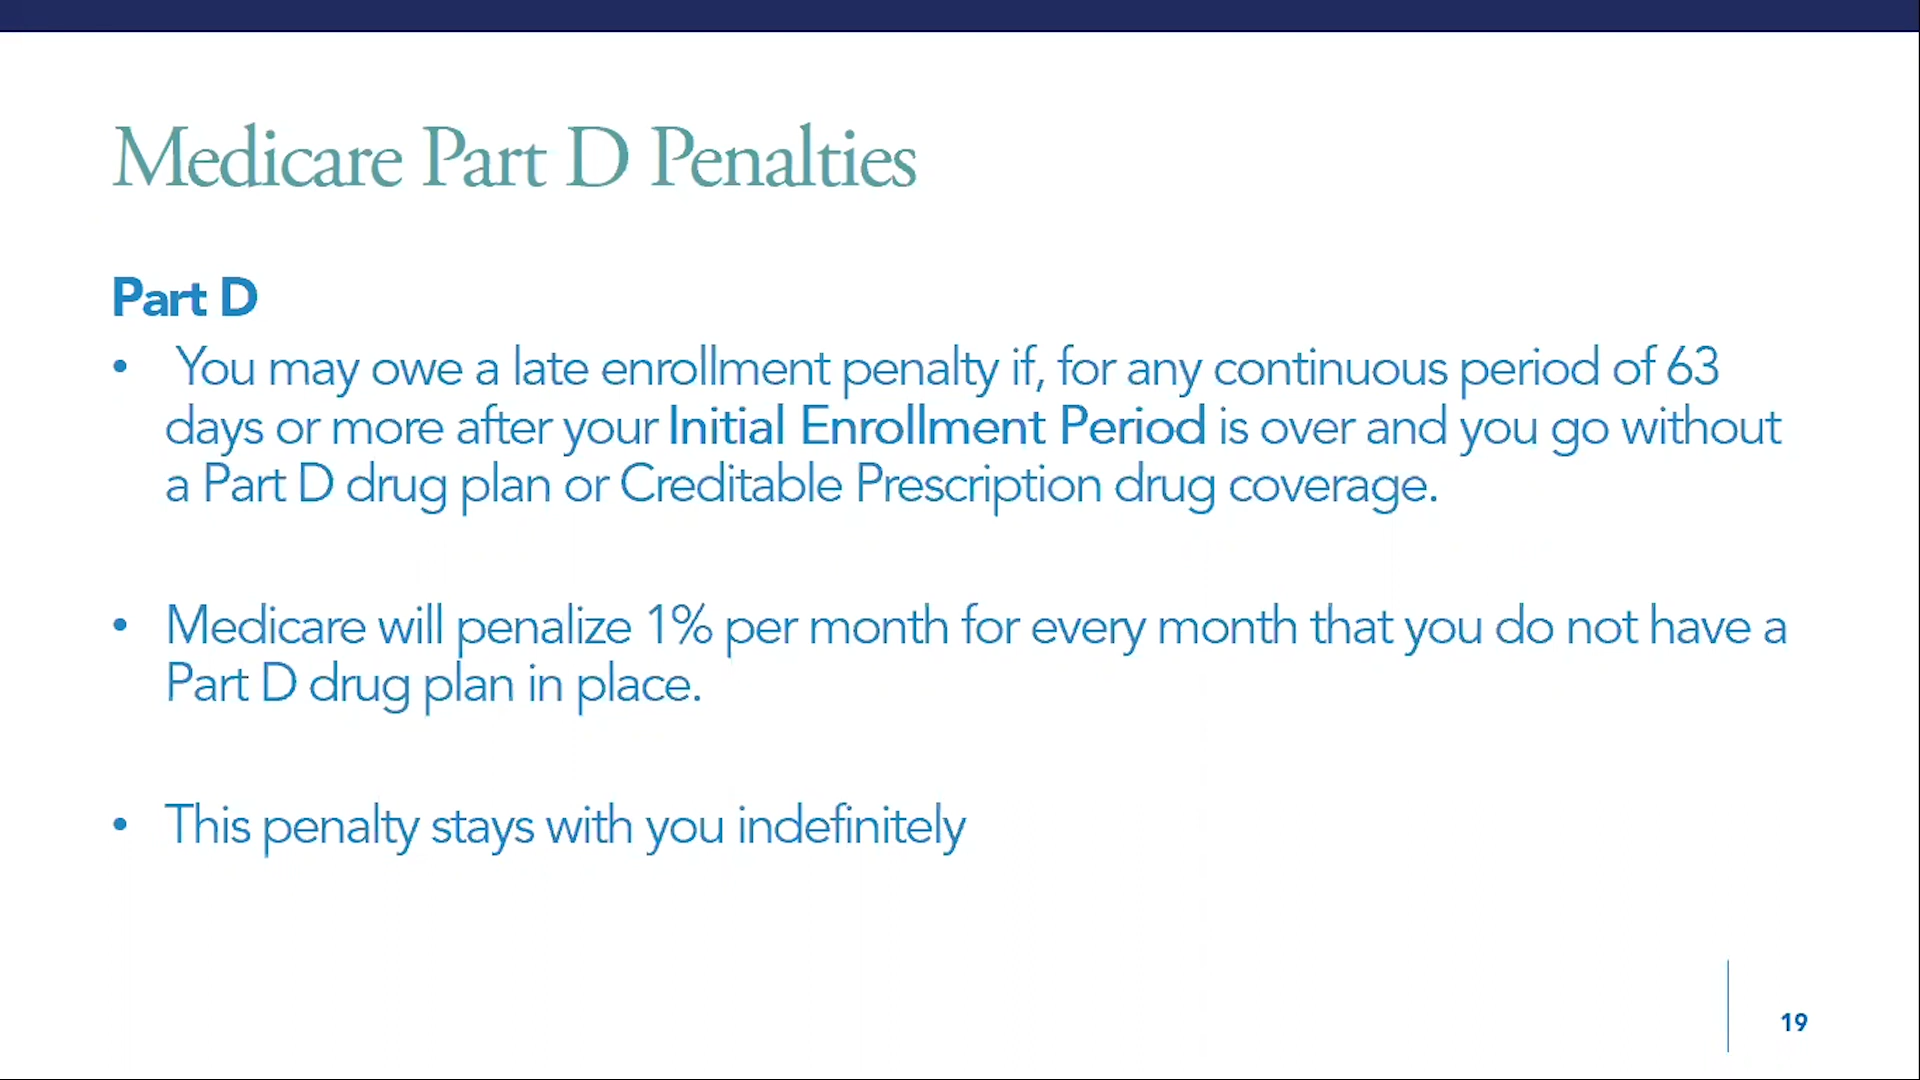 Medicare Part D Penalties
Part D
• You may owe a late enrollment penalty if, for any continuous period of 63
days or more after your Initial Enrollment Period is over and you go without
a Part D drug plan or Creditable Prescription drug coverage.
• Medicare will penalize 1% per month for every month that you do not have a
Part D drug plan in place.
• This penalty stays with you indefinitely
19